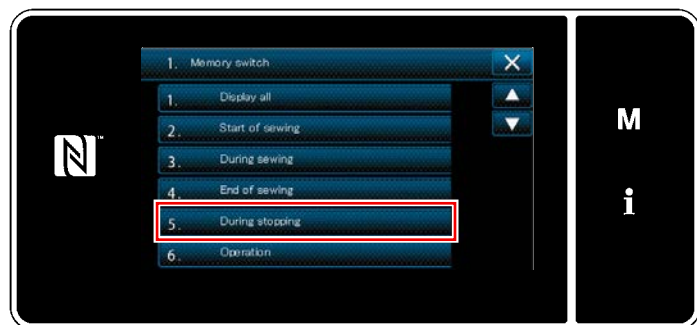 1. Memory switch
1. Display all
2. Start of sewing
3. During sewing
4. End of sewing
5. During stopping
6. Operation
M
i
N